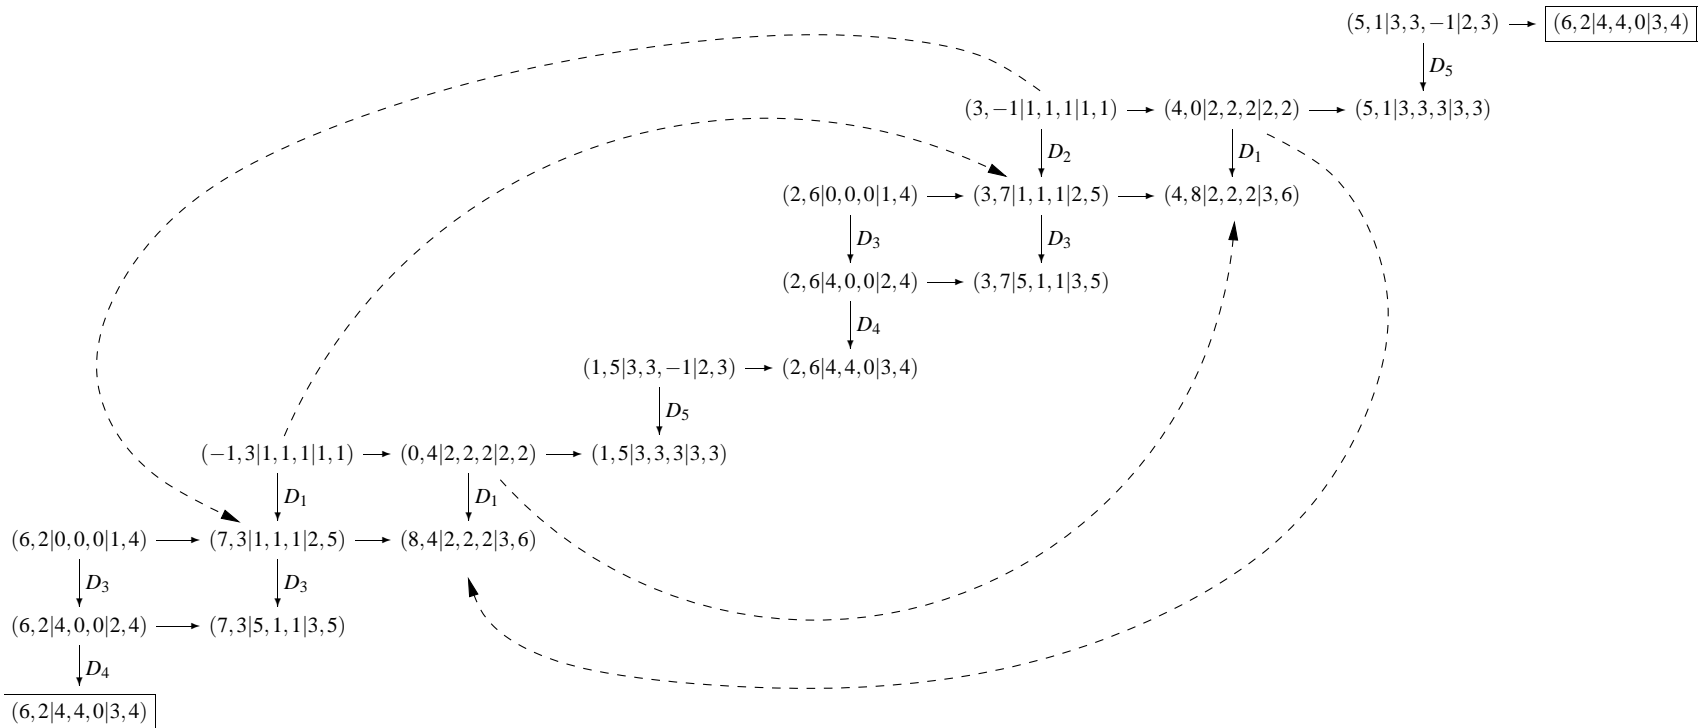 (5,1|3,3,−1|2,3) (6,2|4,4,0|3,4)
D5
(3,−1|1,1,1|1,1) (4,0|2,2,2|2,2) (5,1|3,3,3|3,3)
D2 D1
(2,6|0,0,0|1,4) (3,7|1,1,1|2,5) (4,8|2,2,2|3,6)
D3 D3
(2,6|4,0,0|2,4) (3,7|5,1,1|3,5)
D4
(1,5|3,3,−1|2,3) (2,6|4,4,0|3,4)
D5
(−1,3|1,1,1|1,1) (0,4|2,2,2|2,2) (1,5|3,3,3|3,3)
D1 D1
(6,2|0,0,0|1,4) (7,3|1,1,1|2,5) (8,4|2,2,2|3,6)
D3 D3
(6,2|4,0,0|2,4) (7,3|5,1,1|3,5)
D4
(6,2|4,4,0|3,4)